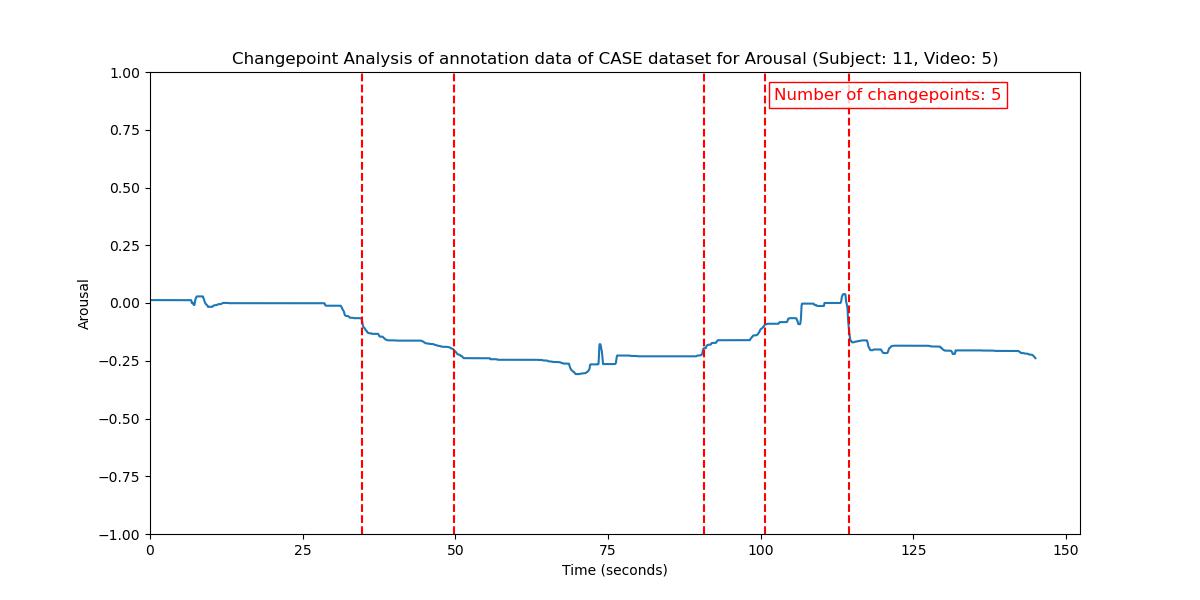 Changepoint Analysis of annotation data of CASE dataset for Arousal (Subject: 11, Video: 5)
Number of changepoints: 5
Arousal
1.00
0.75
0.50
0.25
0.00
−0.25
−0.50
−0.75
−1.00
0 25 50 75 100 125 150
Time (seconds)